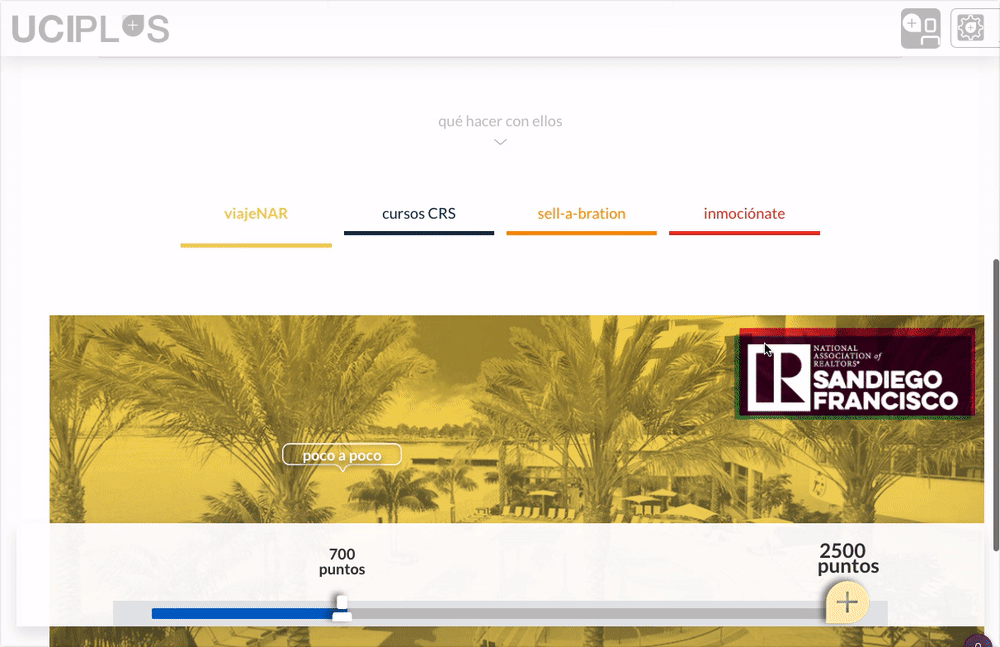 UCIPLUS
qué hacer con ellos
viajeNAR
cursos CRS
sell-a-bration
inmociónate
NATIONAL
ASSOCIATION of
REALTORS®
SANDIEGO
FRANCISCO
poco a poco
700
puntos
2500
puntos